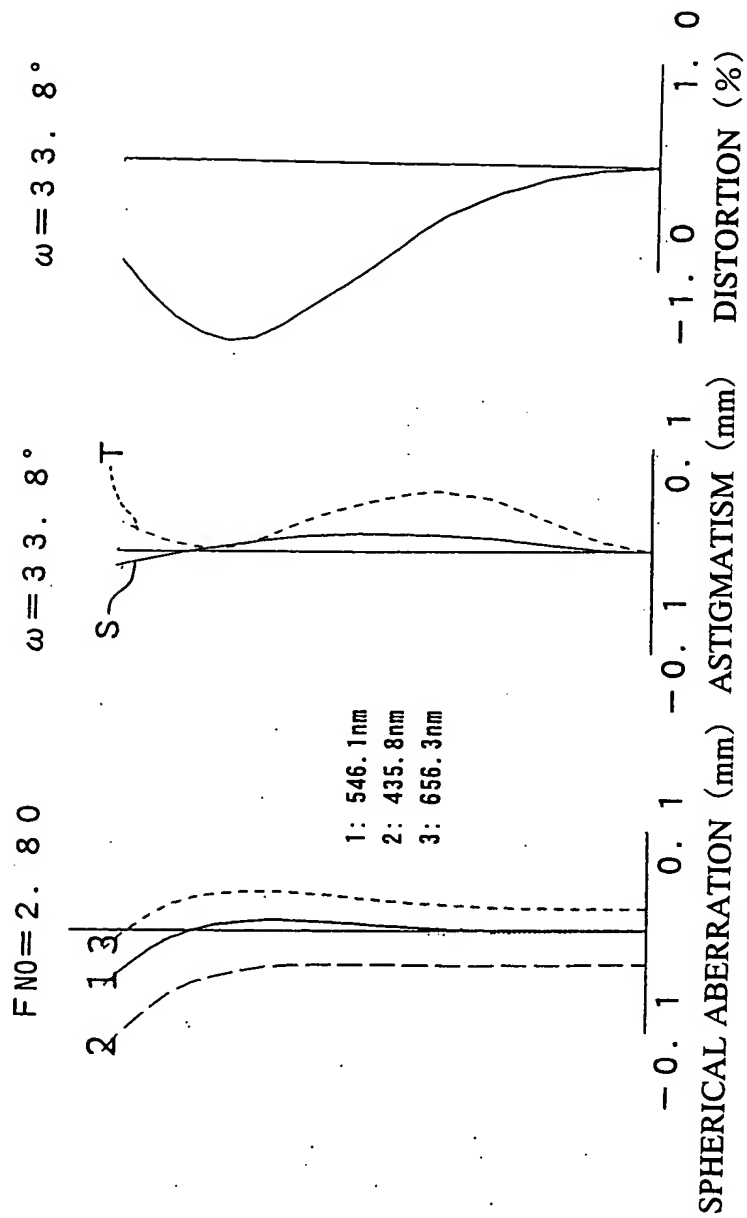 FNO=2. 80
1
2
3
1: 546. 1nm
2: 435. 8nm
3: 656. 3nm
-0. 1
0. 1
SPHERICAL ABERRATION (mm)
ω=33. 8°
S
T
-0. 1
0. 1
ASTIGMATISM (mm)
ω=33. 8°
-1. 0
1. 0
DISTORTION (%)